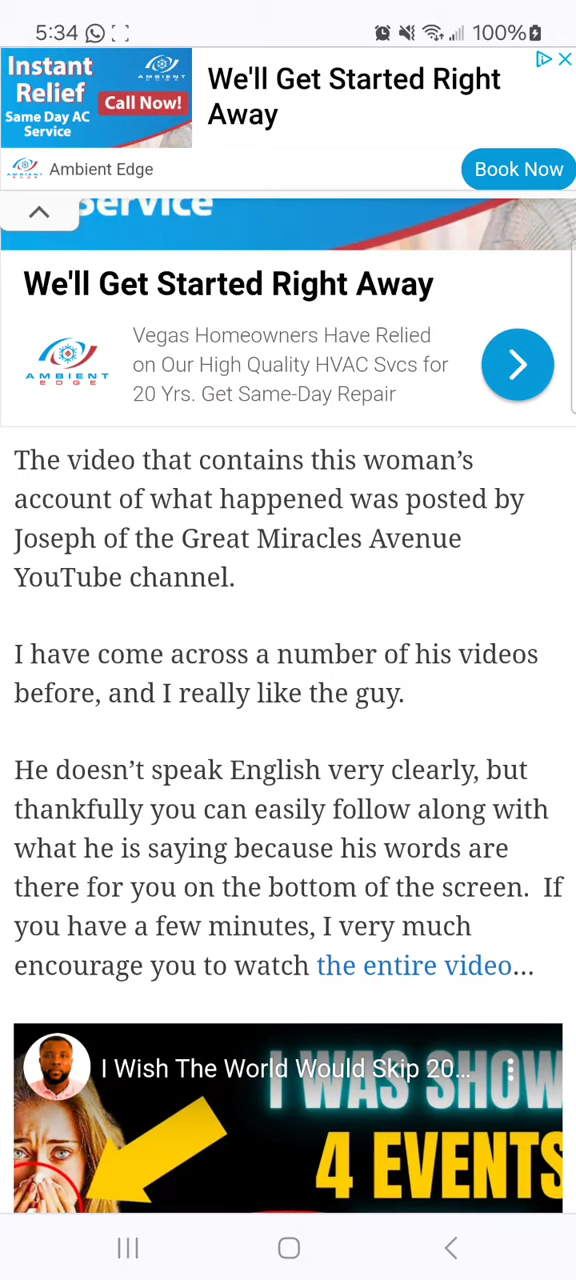 5:34
100%
Instant
Relief
Same Day AC
Service
AMBIENT
EDGE
Call Now!
We'll Get Started Right
Away
AMBIENT
EDGE
Ambient Edge
Book Now
Service
We'll Get Started Right Away
AMBIENT
EDGE
Vegas Homeowners Have Relied
on Our High Quality HVAC Svcs for
20 Yrs. Get Same-Day Repair
The video that contains this woman’s
account of what happened was posted by
Joseph of the Great Miracles Avenue
YouTube channel.
I have come across a number of his videos
before, and I really like the guy.
He doesn’t speak English very clearly, but
thankfully you can easily follow along with
what he is saying because his words are
there for you on the bottom of the screen.  If
you have a few minutes, I very much
encourage you to watch the entire video...
I Wish The World Would Skip 20...
I WAS SHOW
4 EVENTS